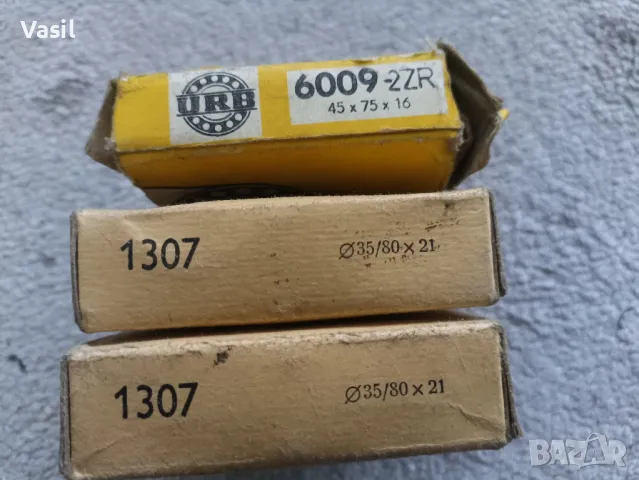 Vasil
URB
6009-2ZR
45 x 75 x 16
1307
Ø35/80 × 21
1307
Ø35/80 × 21
BAZAR